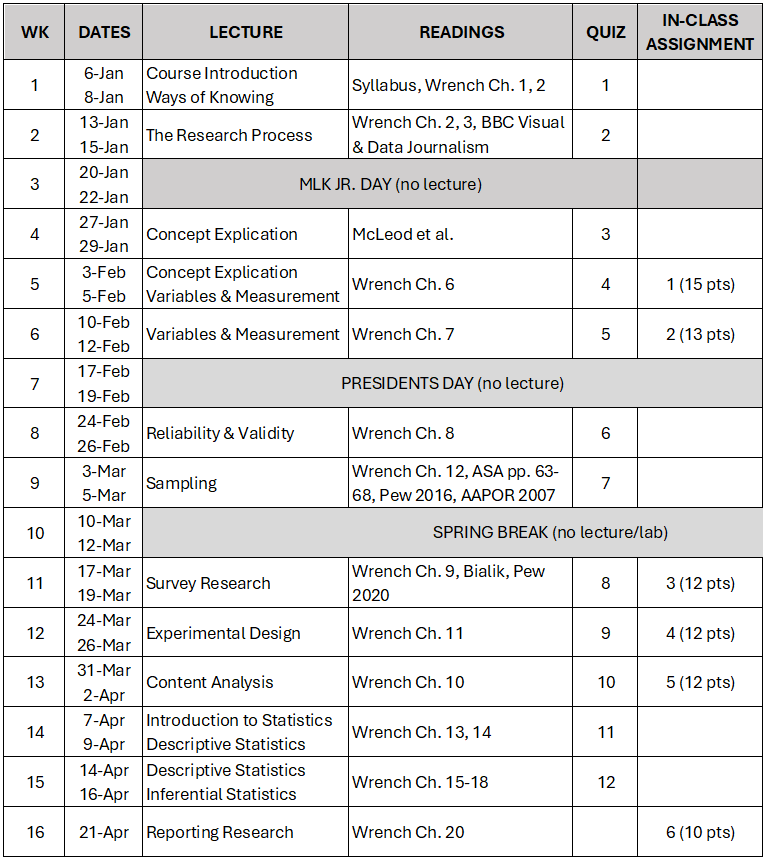 WK DATES LECTURE READINGS QUIZ IN-CLASS ASSIGNMENT
1 6-Jan 8-Jan Course Introduction Ways of Knowing Syllabus, Wrench Ch. 1, 2 1
2 13-Jan 15-Jan The Research Process Wrench Ch. 2, 3, BBC Visual & Data Journalism 2
3 20-Jan 22-Jan MLK JR. DAY (no lecture)
4 27-Jan 29-Jan Concept Explication McLeod et al. 3
5 3-Feb 5-Feb Concept Explication Variables & Measurement Wrench Ch. 6 4 1 (15 pts)
6 10-Feb 12-Feb Variables & Measurement Wrench Ch. 7 5 2 (13 pts)
7 17-Feb 19-Feb PRESIDENTS DAY (no lecture)
8 24-Feb 26-Feb Reliability & Validity Wrench Ch. 8 6
9 3-Mar 5-Mar Sampling Wrench Ch. 12, ASA pp. 63-68, Pew 2016, AAPOR 2007 7
10 10-Mar 12-Mar SPRING BREAK (no lecture/lab)
11 17-Mar 19-Mar Survey Research Wrench Ch. 9, Bialik, Pew 2020 8 3 (12 pts)
12 24-Mar 26-Mar Experimental Design Wrench Ch. 11 9 4 (12 pts)
13 31-Mar 2-Apr Content Analysis Wrench Ch. 10 10 5 (12 pts)
14 7-Apr 9-Apr Introduction to Statistics Descriptive Statistics Wrench Ch. 13, 14 11
15 14-Apr 16-Apr Descriptive Statistics Inferential Statistics Wrench Ch. 15-18 12
16 21-Apr Reporting Research Wrench Ch. 20 6 (10 pts)